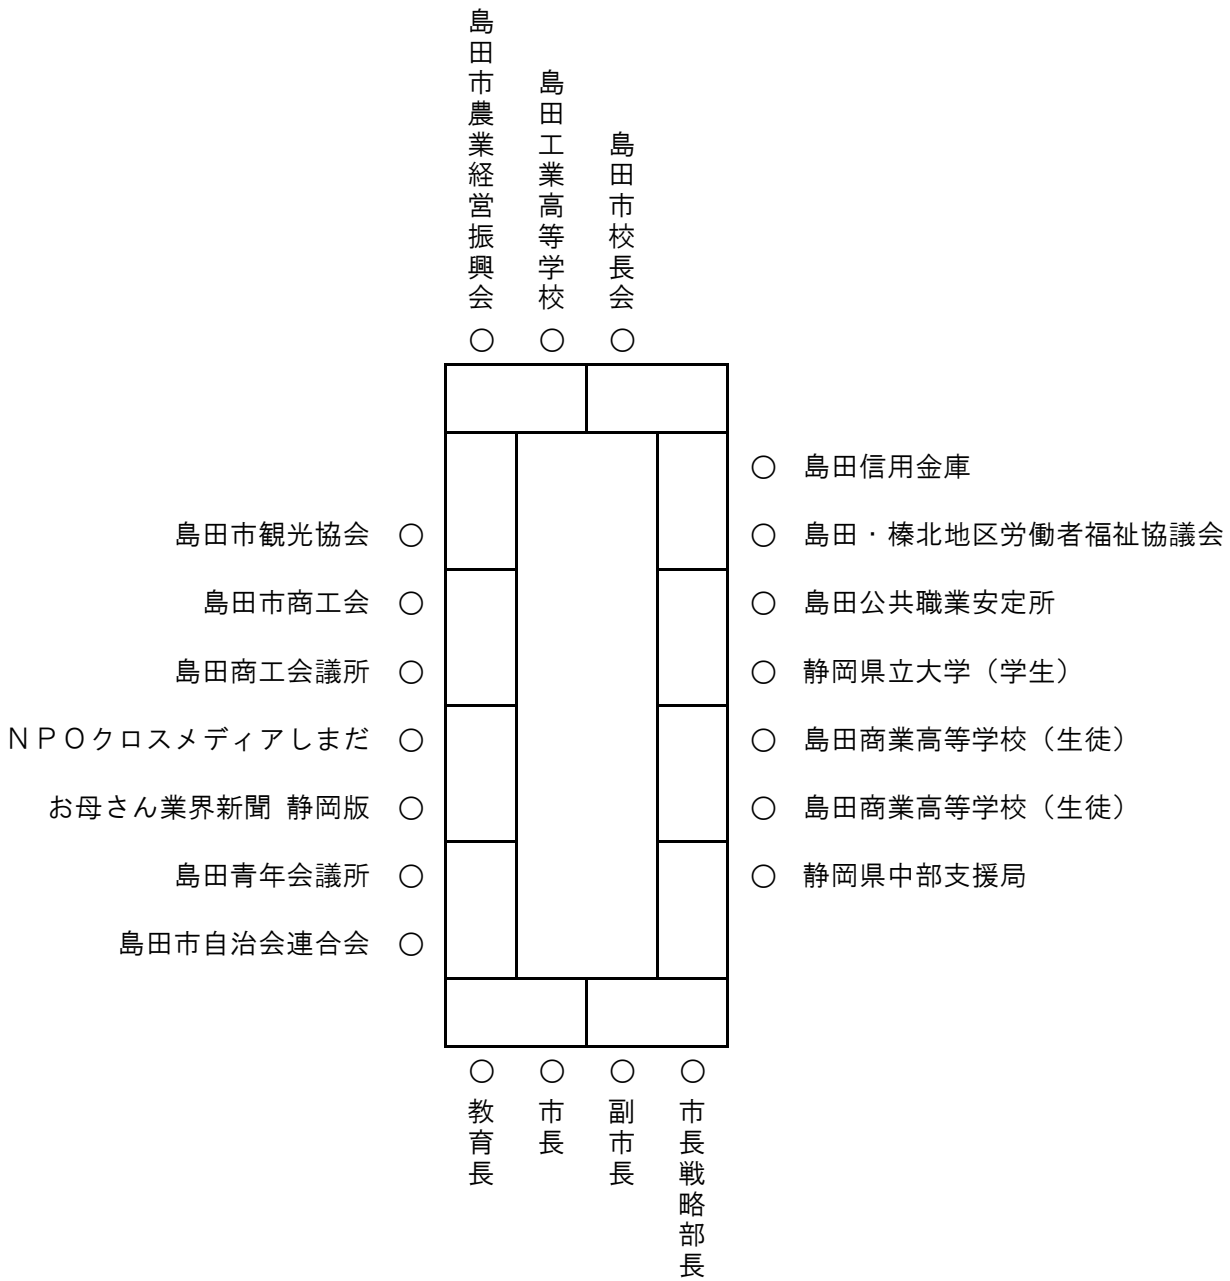 島田市農業経営振興会
島田工業高等学校
島田市校長会
○ ○ ○
○ 島田信用金庫
島田市観光協会 ○
○ 島田・榛北地区労働者福祉協議会
島田市商工会 ○
○ 島田公共職業安定所
島田商工会議所 ○
○ 静岡県立大学（学生）
ＮＰＯクロスメディアしまだ ○
○ 島田商業高等学校（生徒）
お母さん業界新聞 静岡版 ○
○ 島田商業高等学校（生徒）
島田青年会議所 ○
○ 静岡県中部支援局
島田市自治会連合会 ○
○ ○ ○ ○
教育長
市長
副市長
市長戦略部長